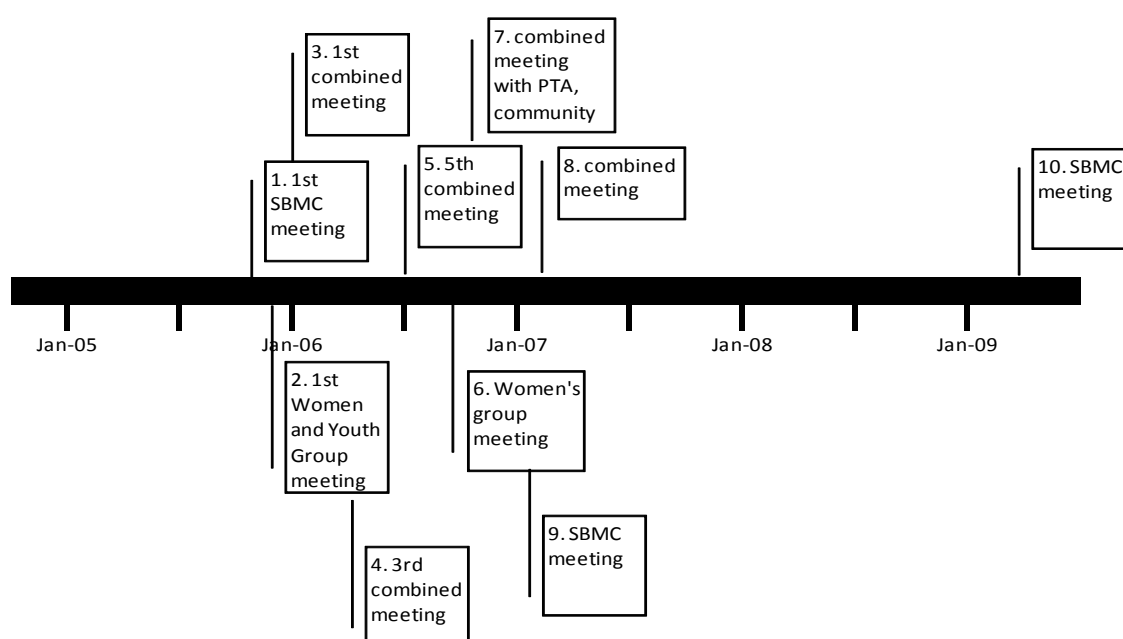 3. 1st
combined
meeting
7. combined
meeting
with PTA,
community
1. 1st
SBMC
meeting
5. 5th
combined
meeting
8. combined
meeting
10. SBMC
meeting
Jan-05
Jan-06
Jan-07
Jan-08
Jan-09
2. 1st
Women
and Youth
Group
meeting
6. Women's
group
meeting
9. SBMC
meeting
4. 3rd
combined
meeting